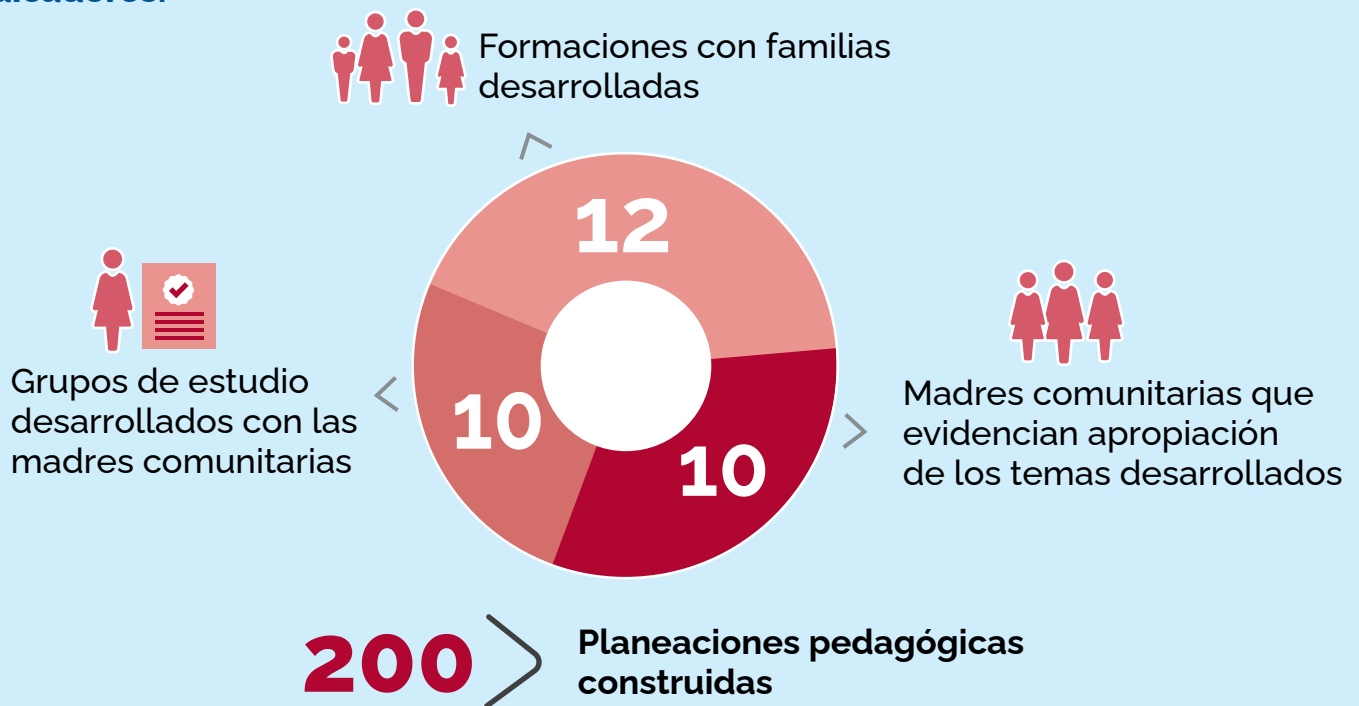 Formaciones con familias
desarrolladas
12
Grupos de estudio
desarrollados con las
madres comunitarias
10
10
Madres comunitarias que
evidencian apropiación
de los temas desarrollados
200
Planeaciones pedagógicas
construidas